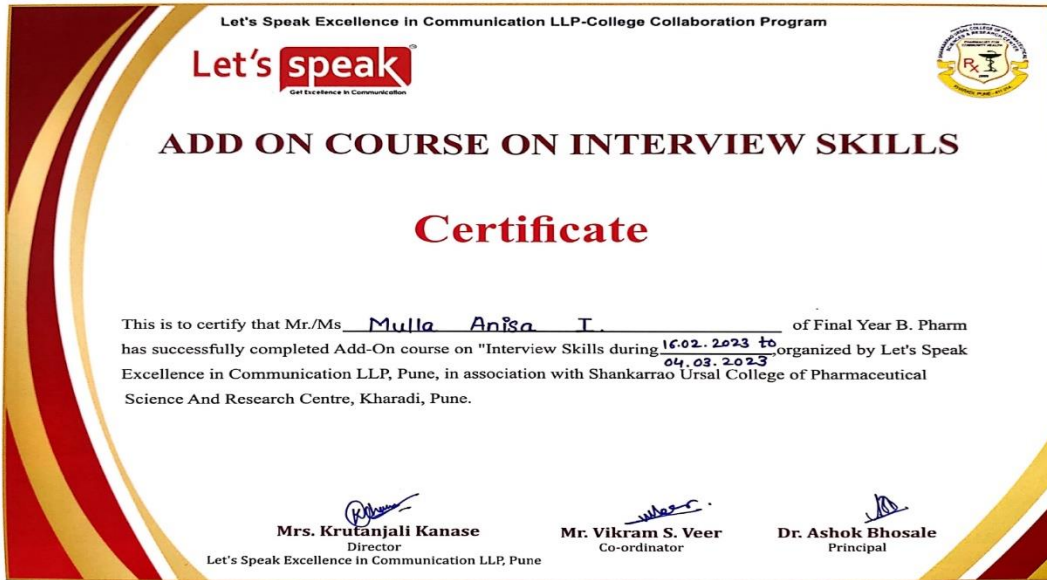 Let's Speak Excellence in Communication LLP-College Collaboration Program
Let's speak
Get Excellence in Communication
ADD ON COURSE ON INTERVIEW SKILLS
Certificate
This is to certify that Mr./Ms Mulla Anisa I. of Final Year B. Pharm
has successfully completed Add-On course on "Interview Skills during 16.02.2023 to 04.03.2023, organized by Let's Speak
Excellence in Communication LLP, Pune, in association with Shankarrao Ursal College of Pharmaceutical
Science And Research Centre, Kharadi, Pune.
Mrs. Krutanjali Kanase
Director
Let's Speak Excellence in Communication LLP, Pune
Mr. Vikram S. Veer
Co-ordinator
Dr. Ashok Bhosale
Principal